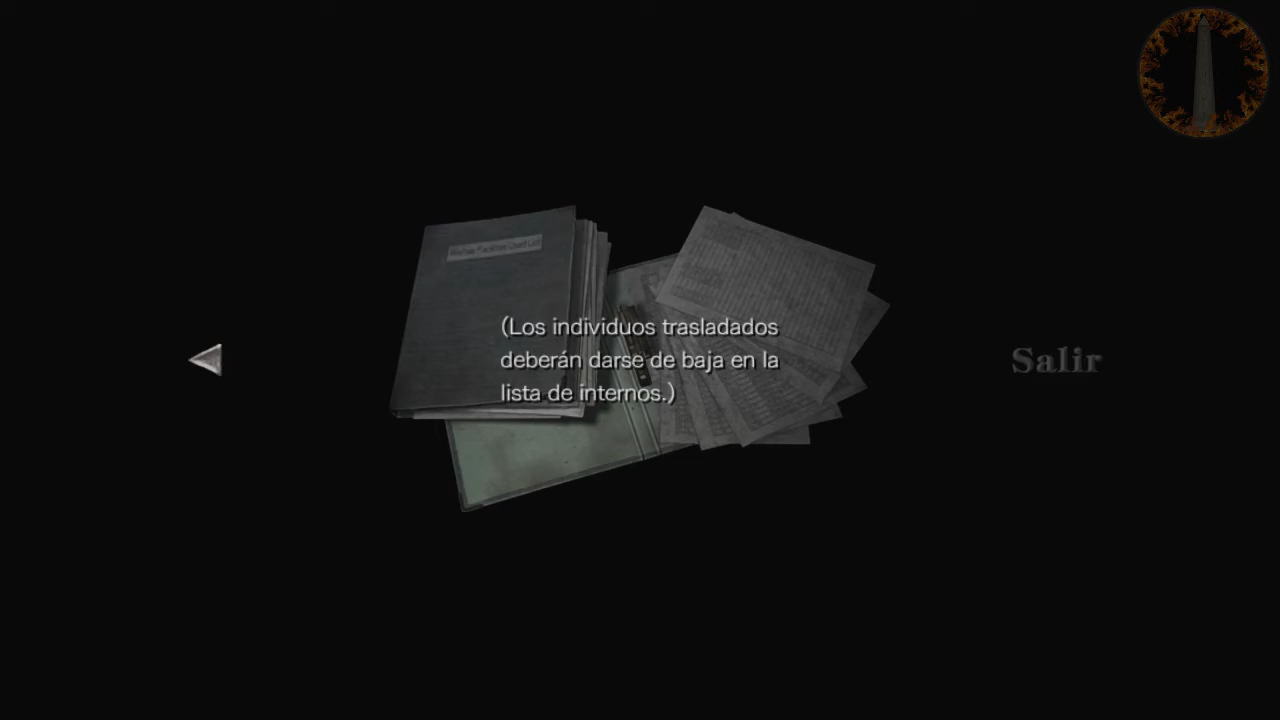 (Los individuos trasladados
deberán darse de baja en la
lista de internos.)
Salir